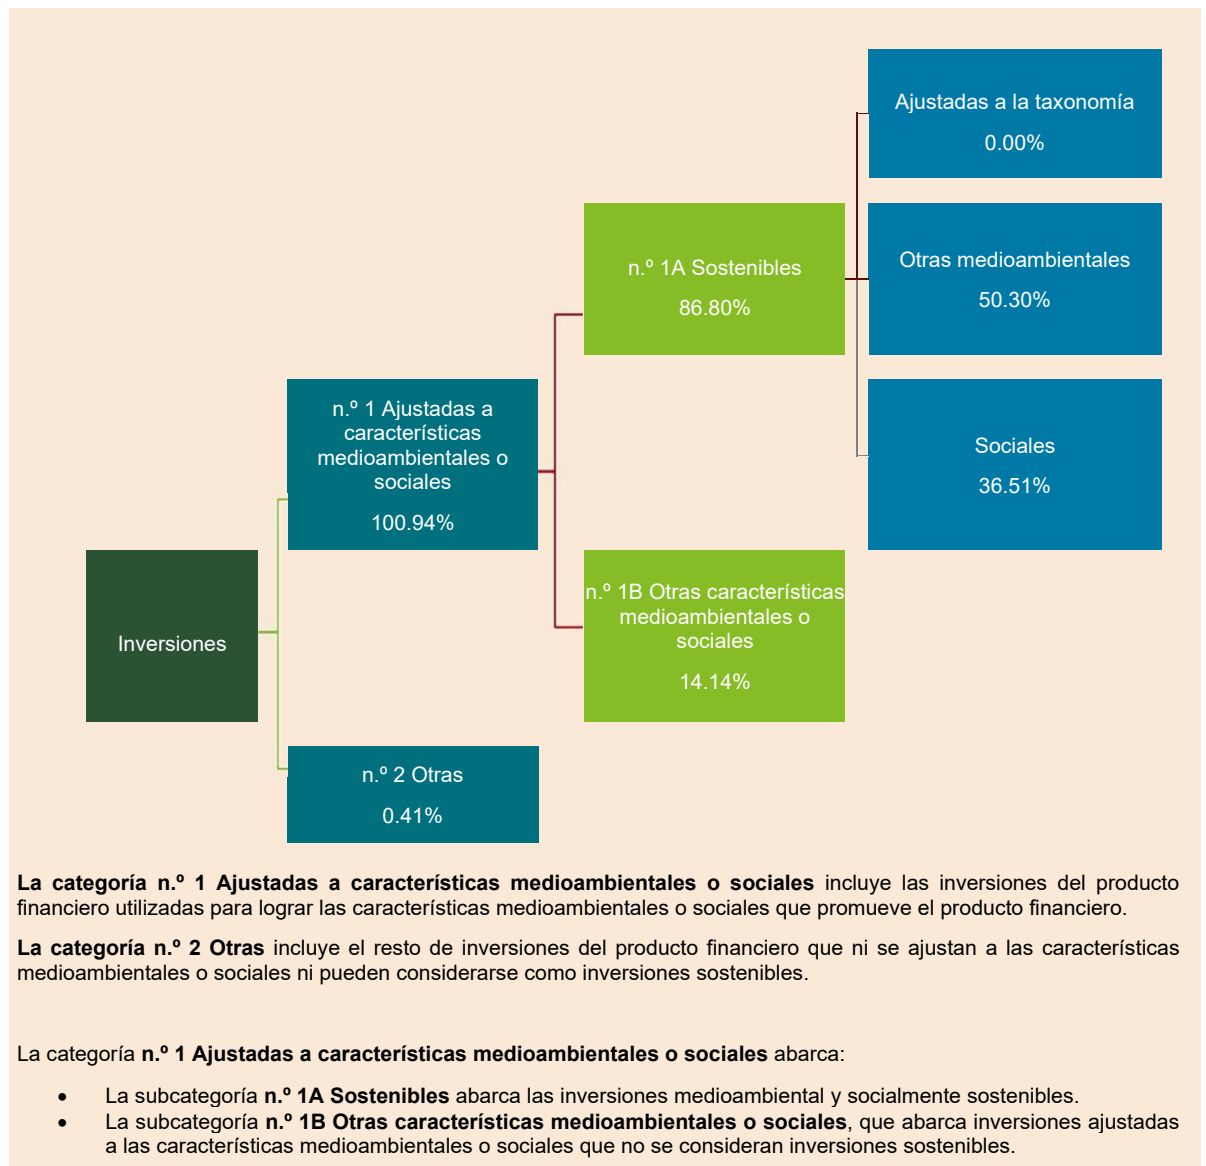 Ajustadas a la taxonomía
0.00%
n.º 1A Sostenibles
86.80%
Otras medioambientales
50.30%
n.º 1 Ajustadas a
características
medioambientales o
sociales
100.94%
Sociales
36.51%
Inversiones
n.º 1B Otras características
medioambientales o
sociales
14.14%
n.º 2 Otras
0.41%
La categoría n.º 1 Ajustadas a características medioambientales o sociales incluye las inversiones del producto
financiero utilizadas para lograr las características medioambientales o sociales que promueve el producto financiero.
La categoría n.º 2 Otras incluye el resto de inversiones del producto financiero que ni se ajustan a las características
medioambientales o sociales ni pueden considerarse como inversiones sostenibles.
La categoría n.º 1 Ajustadas a características medioambientales o sociales abarca:
• La subcategoría n.º 1A Sostenibles abarca las inversiones medioambiental y socialmente sostenibles.
• La subcategoría n.º 1B Otras características medioambientales o sociales, que abarca inversiones ajustadas
a las características medioambientales o sociales que no se consideran inversiones sostenibles.